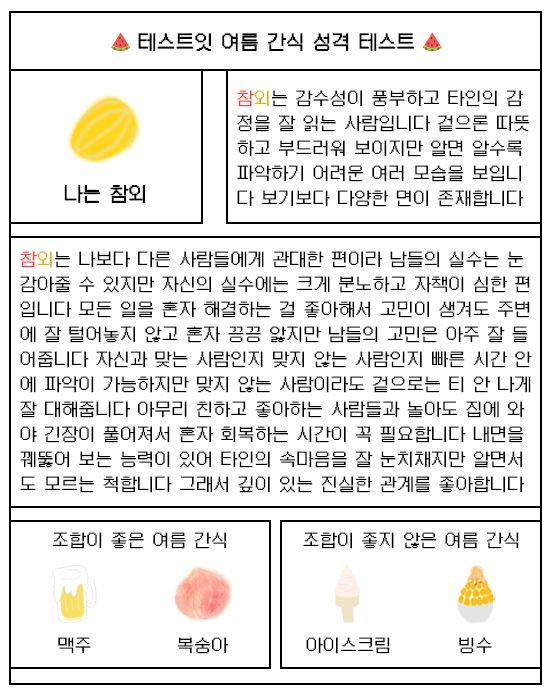 테스트잇 여름 간식 성격 테스트
나는 참외
참외는 감수성이 풍부하고 타인의 감
정을 잘 읽는 사람입니다 겉으론 따뜻
하고 부드러워 보이지만 알면 알수록
파악하기 어려운 여러 모습을 보입니
다 보기보다 다양한 면이 존재합니다
참외는 나보다 다른 사람들에게 관대한 편이라 남들의 실수는 눈
감아줄 수 있지만 자신의 실수에는 크게 분노하고 자책이 심한 편
입니다 모든 일을 혼자 해결하는 걸 좋아해서 고민이 생겨도 주변
에 잘 털어놓지 않고 혼자 끙끙 앓지만 남들의 고민은 아주 잘 들
어줍니다 자신과 맞는 사람인지 맞지 않는 사람인지 빠른 시간 안
에 파악이 가능하지만 맞지 않는 사람이라도 겉으로는 티 안 나게
잘 대해줍니다 아무리 친하고 좋아하는 사람들과 놀아도 집에 와
야 긴장이 풀어져서 혼자 회복하는 시간이 꼭 필요합니다 내면을
꿰뚫어 보는 능력이 있어 타인의 속마음을 잘 눈치채지만 알면서
도 모르는 척합니다 그래서 깊이 있는 진실한 관계를 좋아합니다
조합이 좋은 여름 간식
맥주
복숭아
조합이 좋지 않은 여름 간식
아이스크림
빙수